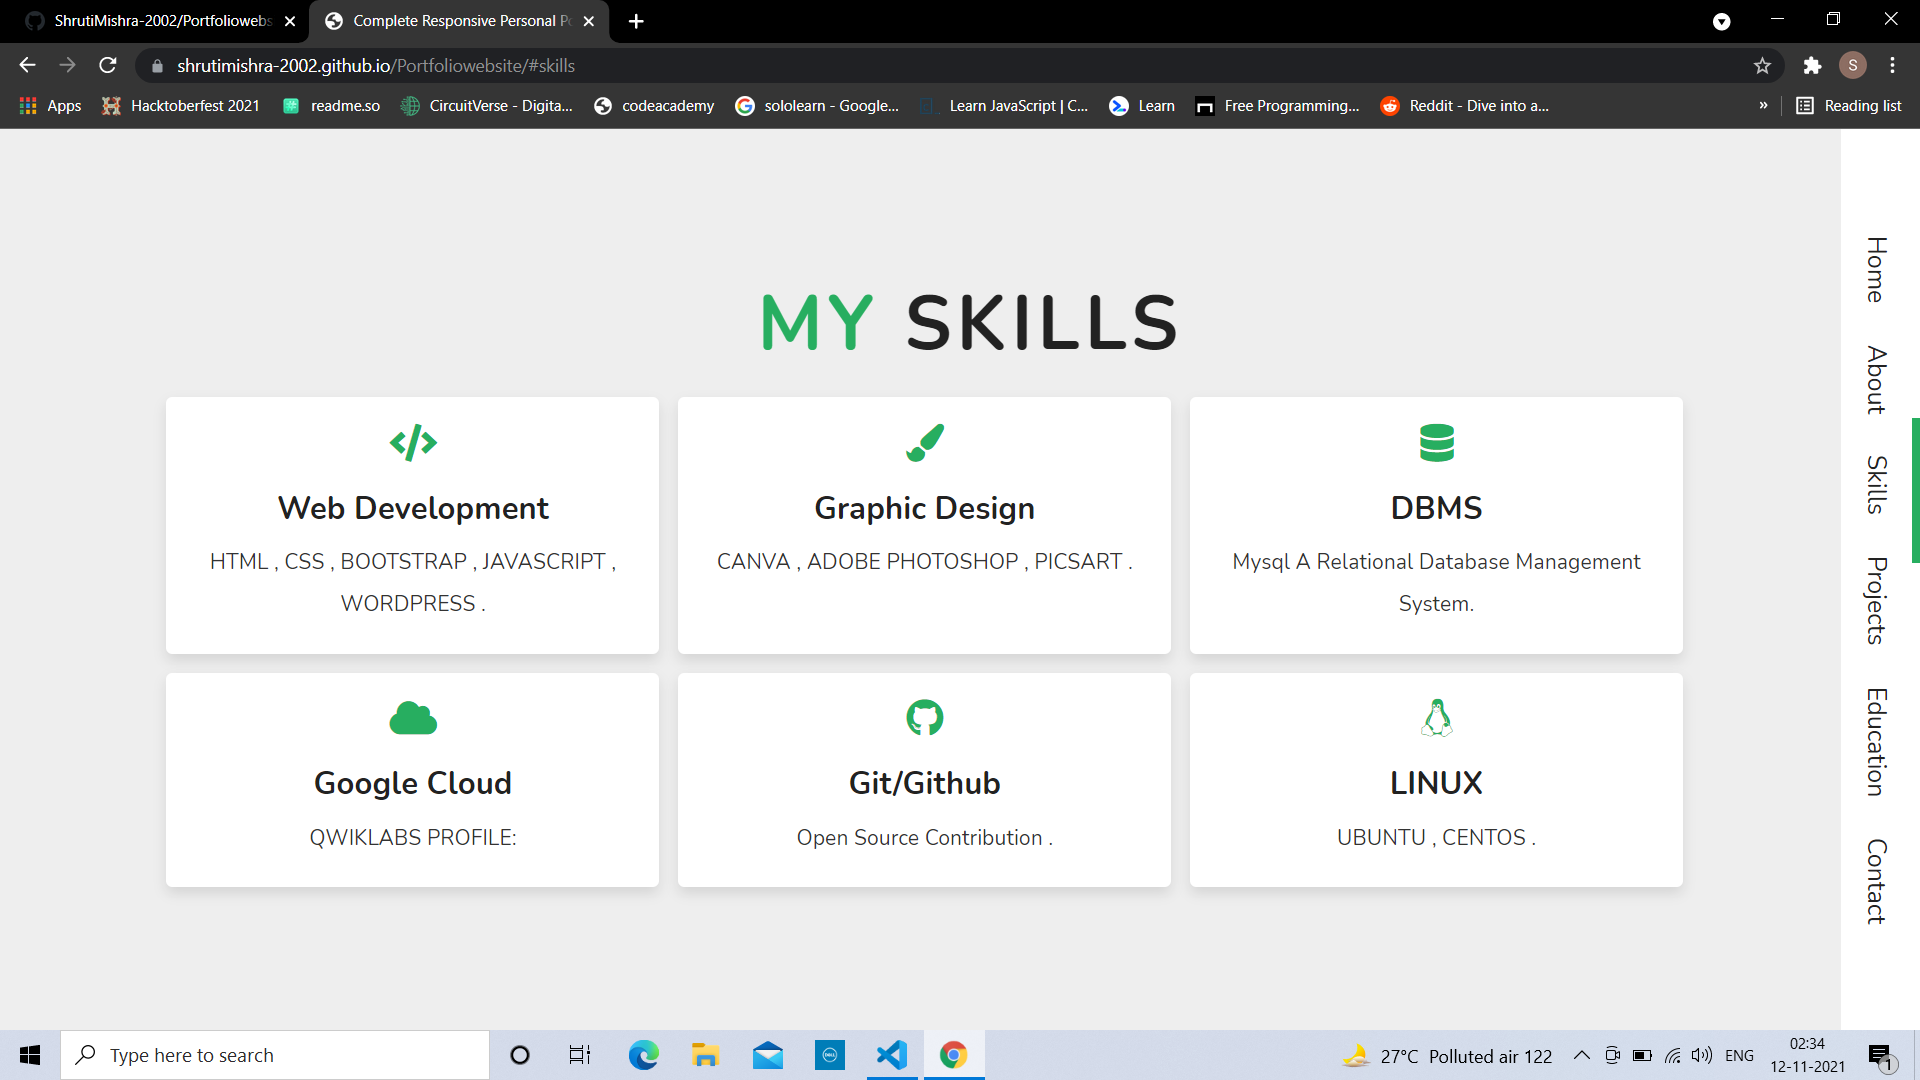 ShrutiMishra-2002/Portfoliowebs
Complete Responsive Personal P
shrutimishra-2002.github.io/Portfoliowebsite/#skills
S
Apps
Hacktoberfest 2021
readme.so
CircuitVerse - Digita...
codeacademy
sololearn - Google...
Learn JavaScript | C...
Learn
Free Programming...
Reddit - Dive into a...
»
Reading list
MY SKILLS
Web Development
HTML , CSS , BOOTSTRAP , JAVASCRIPT ,
WORDPRESS .
Graphic Design
CANVA , ADOBE PHOTOSHOP , PICSART .
DBMS
Mysql A Relational Database Management
System.
Google Cloud
QWIKLABS PROFILE:
Git/Github
Open Source Contribution .
LINUX
UBUNTU , CENTOS .
Home
About
Skills
Projects
Education
Contact
Type here to search
DELL
27°C Polluted air 122
ENG
02:34
12-11-2021
1